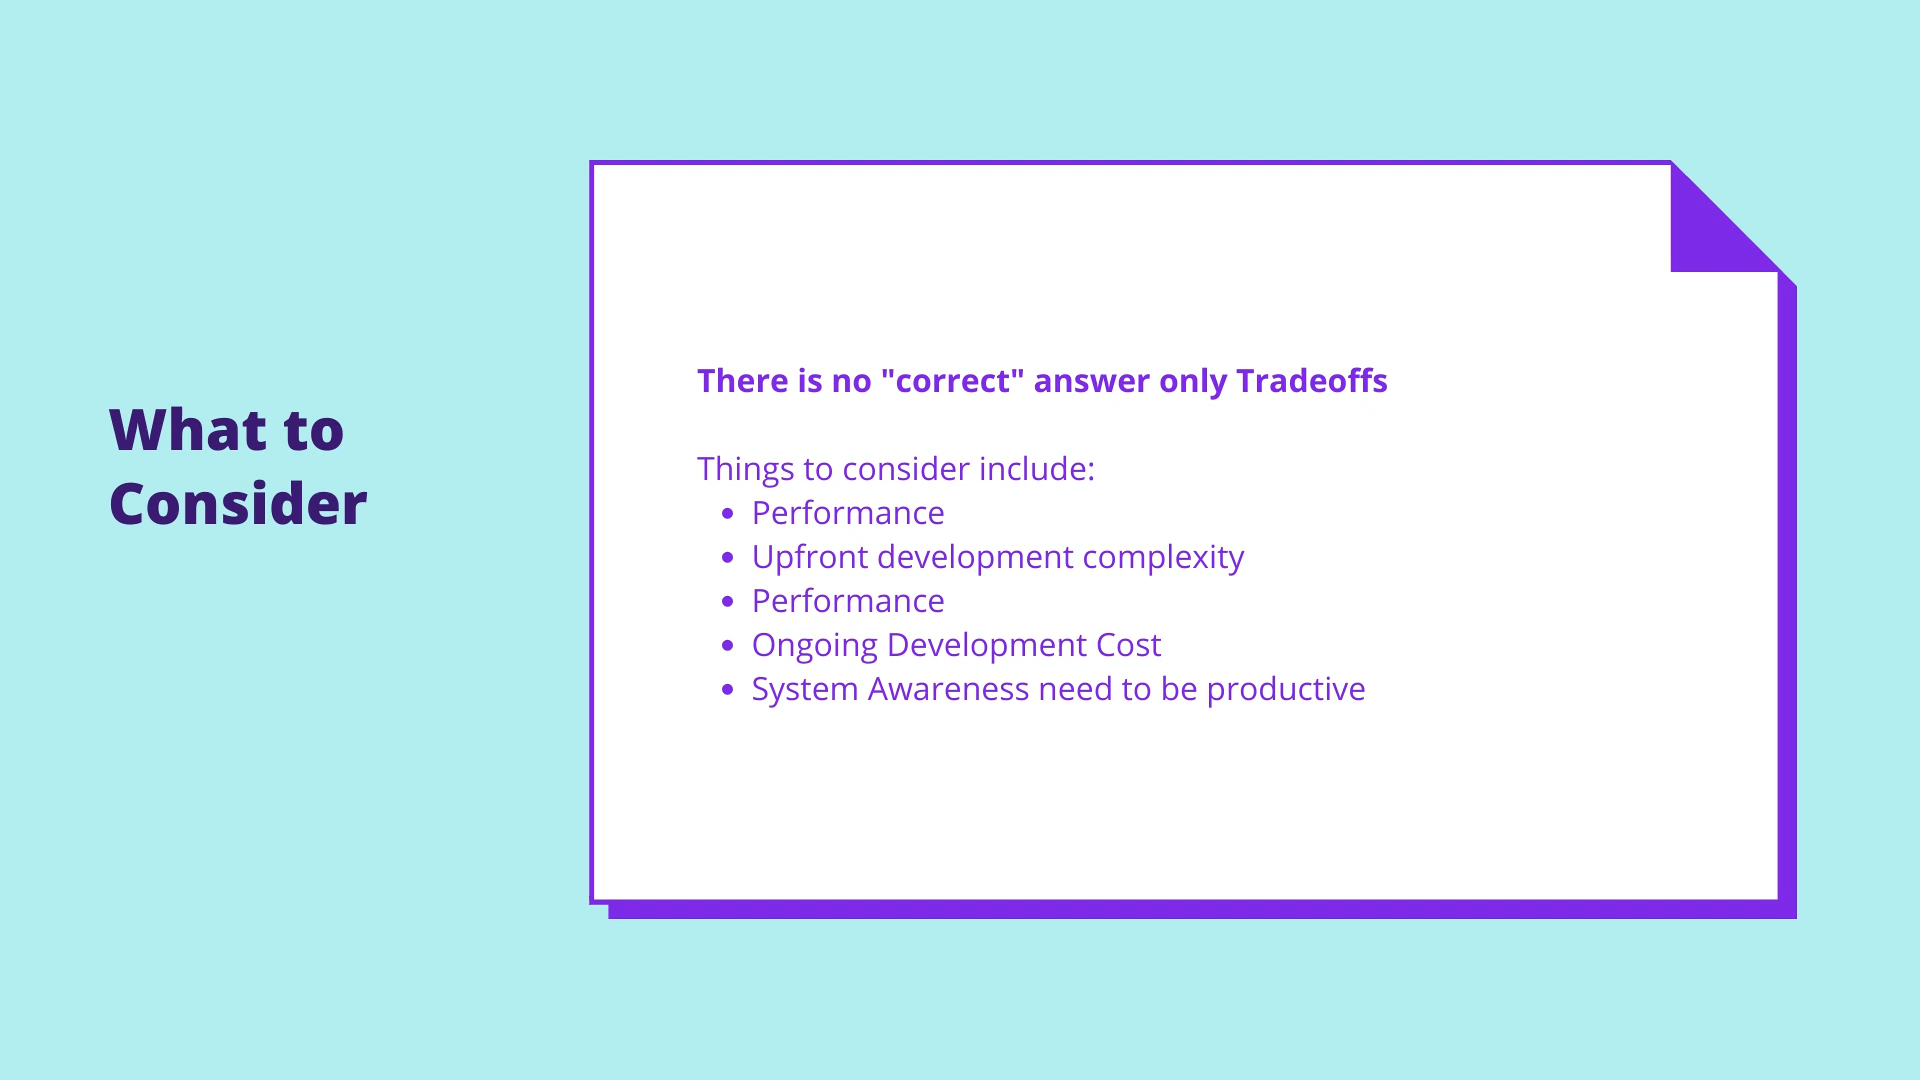 What to
Consider
There is no "correct" answer only Tradeoffs
Things to consider include:
• Performance
• Upfront development complexity
• Performance
• Ongoing Development Cost
• System Awareness need to be productive